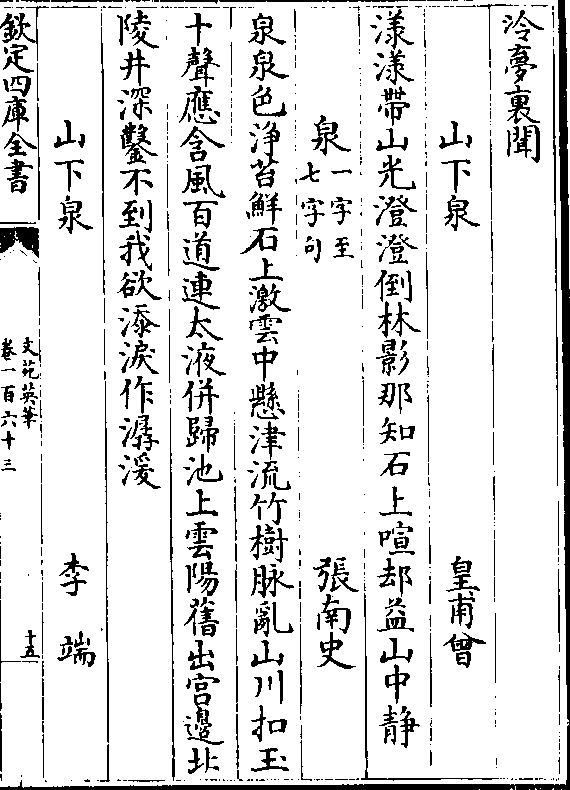 泠夢裏聞
山下泉　皇甫曾
漾漾帶山光澄澄倒林影那知石上喧却益山中靜
泉一字至七字句　張南史
泉泉色淨苔鮮石上激雲中懸津流竹樹脉亂山川扣玉
十聲應含風百道連太液併歸池上雲陽舊出宫邊北
陵井深鑿不到我欲添淚作潺湲
山下泉　李端
欽定四庫全書
文苑英華
卷一百六十三
十五